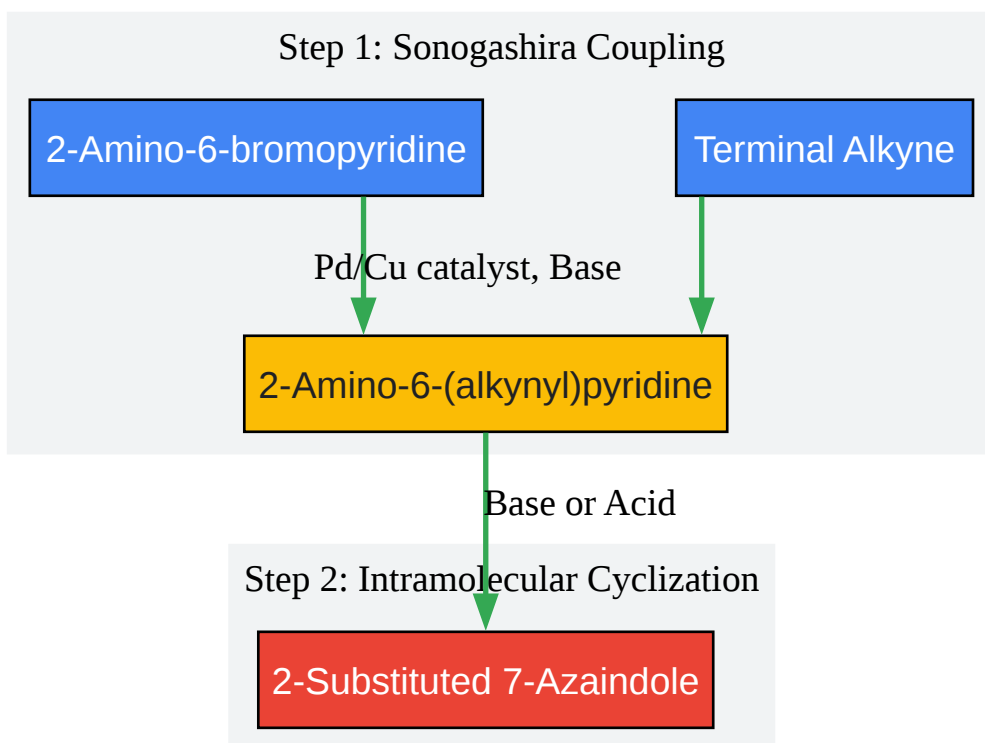 Step 1: Sonogashira Coupling
2-Amino-6-bromopyridine
Terminal Alkyne
Pd/Cu catalyst, Base
2-Amino-6-(alkynyl)pyridine
Base or Acid
Step 2: Intramolecular Cyclization
2-Substituted 7-Azaindole